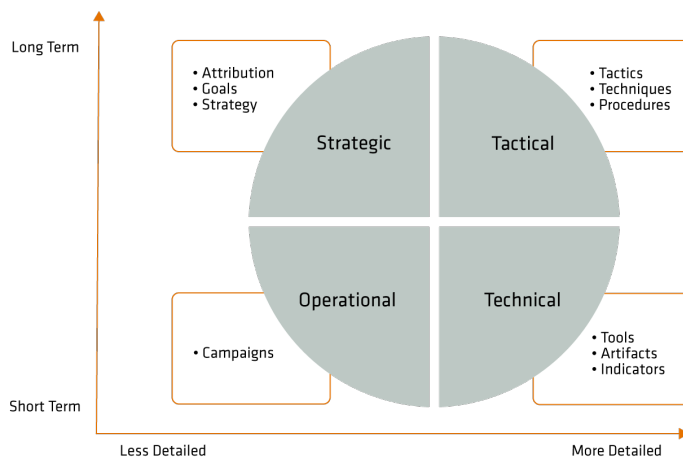 Long Term
• Attribution
• Goals
• Strategy
• Tactics
• Techniques
• Procedures
Strategic
Tactical
Operational
Technical
• Campaigns
• Tools
• Artifacts
• Indicators
Short Term
Less Detailed
More Detailed